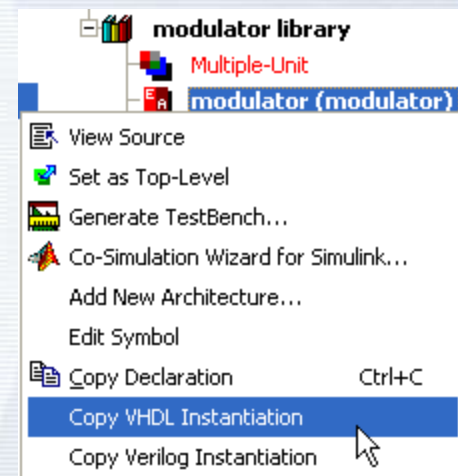 modulator library
Multiple-Unit
E A modulator (modulator)
View Source
Set as Top-Level
Generate TestBench...
Co-Simulation Wizard for Simulink...
Add New Architecture...
Edit Symbol
Copy Declaration Ctrl+C
Copy VHDL Instantiation
Copy Verilog Instantiation